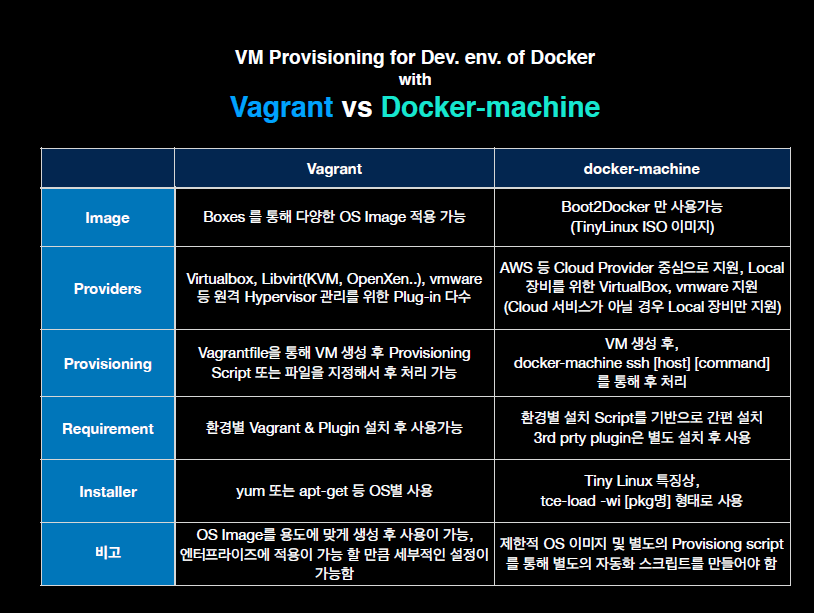 VM Provisioning for Dev. env. of Docker
with
Vagrant vs Docker-machine
Vagrant
docker-machine
Image
Boxes 를 통해 다양한 OS Image 적용 가능
Boot2Docker 만 사용가능
(TinyLinux ISO 이미지)
Providers
Virtualbox, Libvirt(KVM, OpenXen..), vmware
등 원격 Hypervisor 관리를 위한 Plug-in 다수
AWS 등 Cloud Provider 중심으로 지원, Local
장비를 위한 VirtualBox, vmware 지원
(Cloud 서비스가 아닐 경우 Local 장비만 지원)
Provisioning
Vagrantfile을 통해 VM 생성 후 Provisioning
Script 또는 파일을 지정해서 후 처리 가능
VM 생성 후,
docker-machine ssh [host] [command]
를 통해 후 처리
Requirement
환경별 Vagrant & Plugin 설치 후 사용가능
환경별 설치 Script를 기반으로 간편 설치
3rd prty plugin은 별도 설치 후 사용
Installer
yum 또는 apt-get 등 OS별 사용
Tiny Linux 특징상,
tce-load -wi [pkg명] 형태로 사용
비고
OS Image를 용도에 맞게 생성 후 사용이 가능,
엔터프라이즈에 적용이 가능 할 만큼 세부적인 설정이
가능함
제한적 OS 이미지 및 별도의 Provisiong script
를 통해 별도의 자동화 스크립트를 만들어야 함